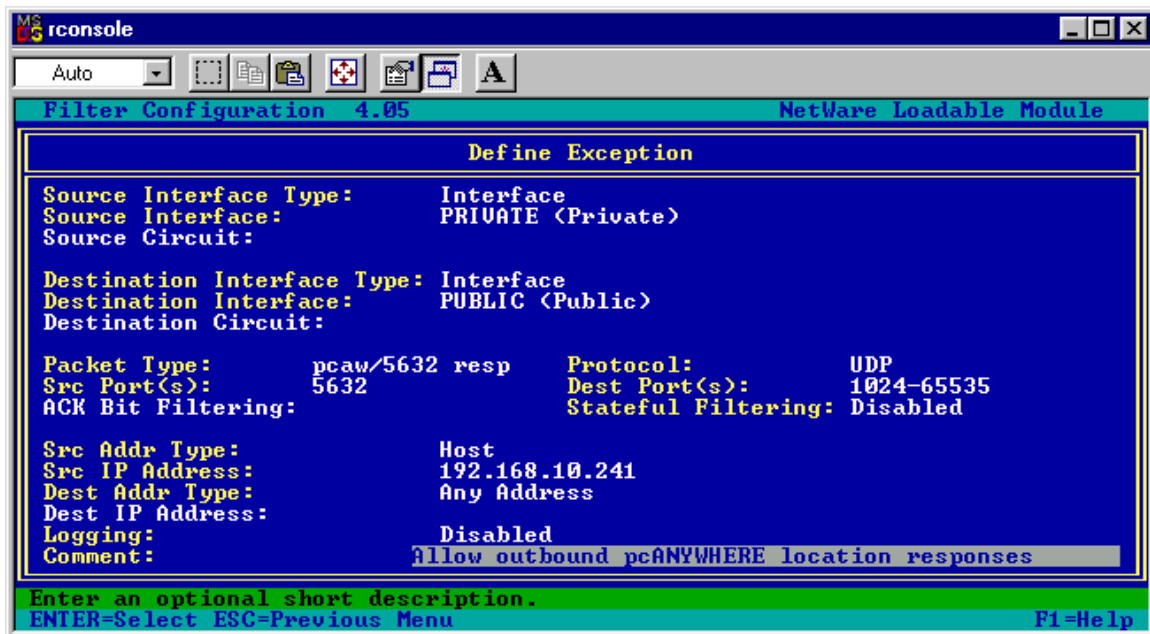 rconsole
Auto
A
Filter Configuration 4.05 NetWare Loadable Module
Define Exception
Source Interface Type: Interface
Source Interface: PRIVATE (Private)
Source Circuit:
Destination Interface Type: Interface
Destination Interface: PUBLIC (Public)
Destination Circuit:
Packet Type: pcaw/5632 resp Protocol: UDP
Src Port(s): 5632 Dest Port(s): 1024-65535
ACK Bit Filtering: Stateful Filtering: Disabled
Src Addr Type: Host
Src IP Address: 192.168.10.241
Dest Addr Type: Any Address
Dest IP Address:
Logging: Disabled
Comment: Allow outbound pcANYWHERE location responses
Enter an optional short description.
ENTER=Select ESC=Previous Menu F1=Help